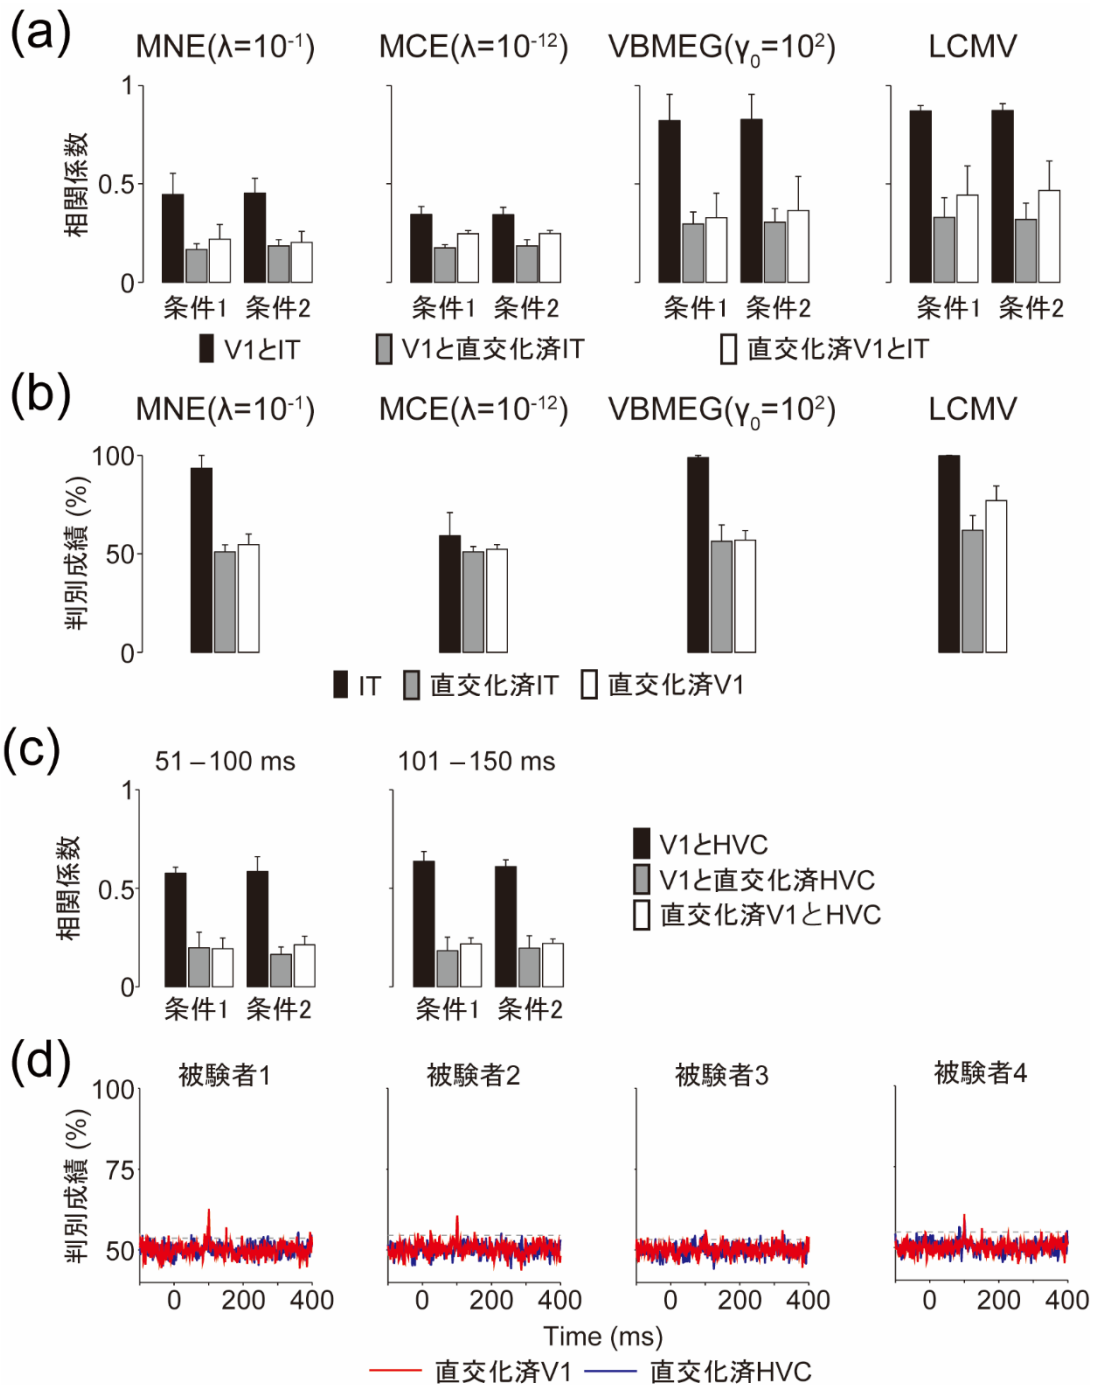 (a)
MNE(λ=10⁻¹) MCE(λ=10⁻¹²) VBMEG(γ₀=10²) LCMV
相関係数
1
0.5
0
条件1 条件2 条件1 条件2 条件1 条件2 条件1 条件2
V1とIT V1と直交化済IT 直交化済V1とIT
(b)
MNE(λ=10⁻¹) MCE(λ=10⁻¹²) VBMEG(γ₀=10²) LCMV
判別成績 (%)
100
50
0
IT 直交化済IT 直交化済V1
(c)
51 – 100 ms 101 – 150 ms
相関係数
1
0.5
0
条件1 条件2 条件1 条件2
V1とHVC
V1と直交化済HVC
直交化済V1とHVC
(d)
被験者1 被験者2 被験者3 被験者4
判別成績 (%)
100
75
50
0 200 400 0 200 400 0 200 400 0 200 400
Time (ms)
直交化済V1 直交化済HVC